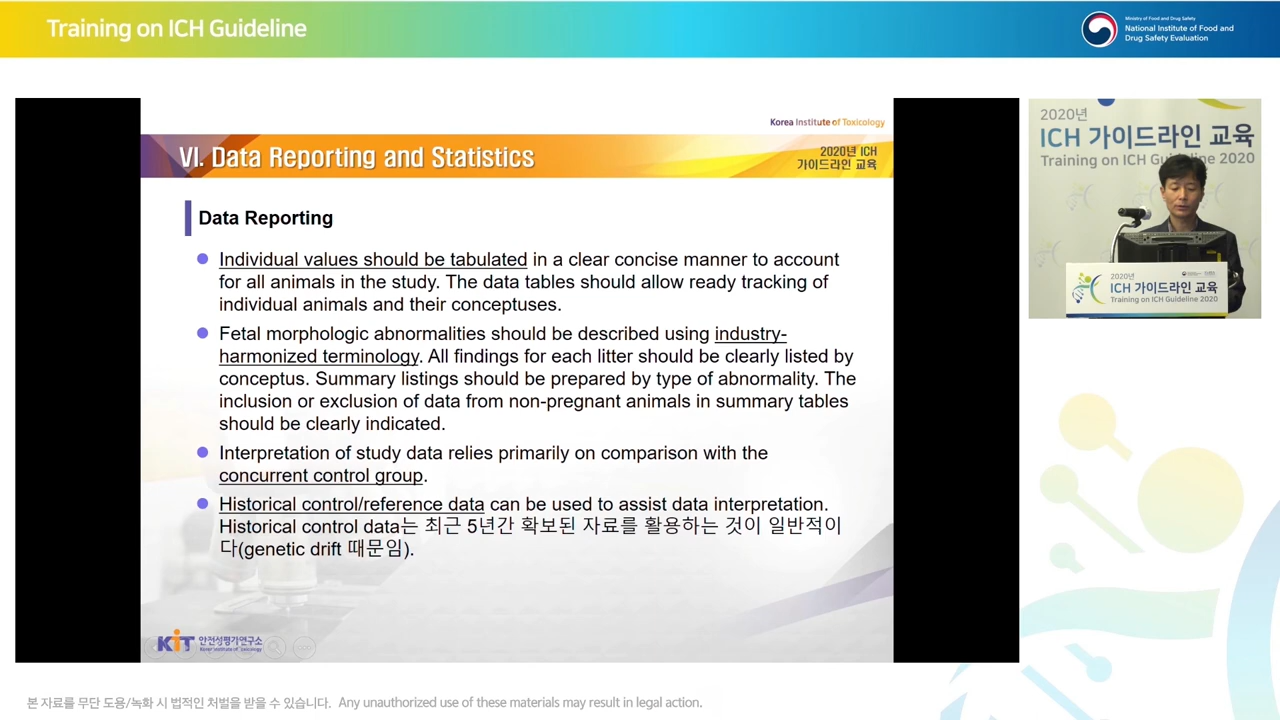 Training on ICH Guideline
Ministry of Food and Drug Safety
National Institute of Food and
Drug Safety Evaluation
Korea Institute of Toxicology
VI. Data Reporting and Statistics
2020년 ICH
가이드라인 교육
Data Reporting
Individual values should be tabulated in a clear concise manner to account
for all animals in the study. The data tables should allow ready tracking of
individual animals and their conceptuses.
Fetal morphologic abnormalities should be described using industry-
harmonized terminology. All findings for each litter should be clearly listed by
conceptus. Summary listings should be prepared by type of abnormality. The
inclusion or exclusion of data from non-pregnant animals in summary tables
should be clearly indicated.
Interpretation of study data relies primarily on comparison with the
concurrent control group.
Historical control/reference data can be used to assist data interpretation.
Historical control data는 최근 5년간 확보된 자료를 활용하는 것이 일반적이
다(genetic drift 때문임).
KIT 안전성평가연구소
Korea Institute of Toxicology
2020년
ICH 가이드라인 교육
Training on ICH Guideline 2020
2020년
ICH 가이드라인 교육
Training on ICH Guideline 2020
본 자료를 무단 도용/녹화 시 법적인 처벌을 받을 수 있습니다. Any unauthorized use of these materials may result in legal action.